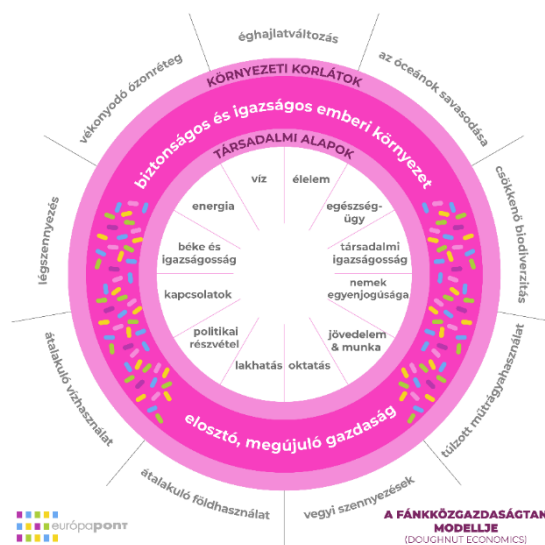 éghajlatváltozás
az óceánok savasodása
csökkenő biodiverzitás
túlzott műtrágyahasználat
vegyi szennyezések
átalakuló földhasználat
átalakuló vízhasználat
légszennyezés
vékonyodó ózonréteg
KÖRNYEZETI KORLÁTOK
biztonságos és igazságos emberi környezet
TÁRSADALMI ALAPOK
víz
élelem
egészség-
ügy
társadalmi
igazságosság
nemek
egyenjogúsága
jövedelem
& munka
oktatás
lakhatás
politikai
részvétel
kapcsolatok
béke és
igazságosság
energia
elosztó, megújuló gazdaság
európapont
A FÁNKKÖZGAZDASÁGTAN
MODELLJE
(DOUGHNUT ECONOMICS)